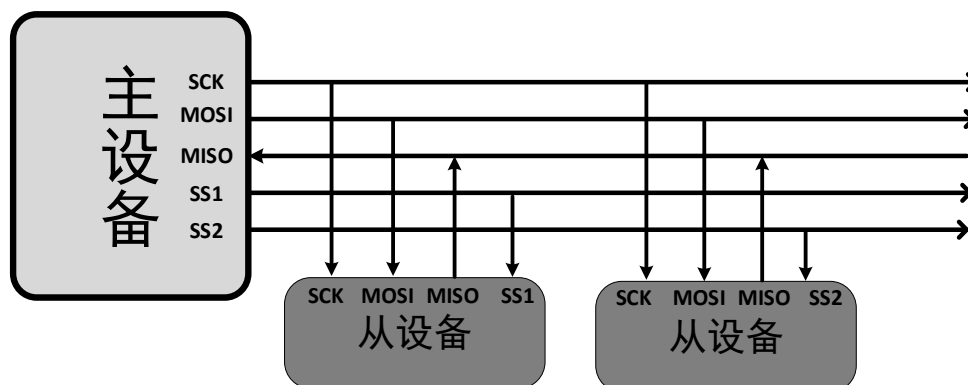 主设备
SCK
MOSI
MISO
SS1
SS2
SCK MOSI MISO SS1
从设备
SCK MOSI MISO SS2
从设备